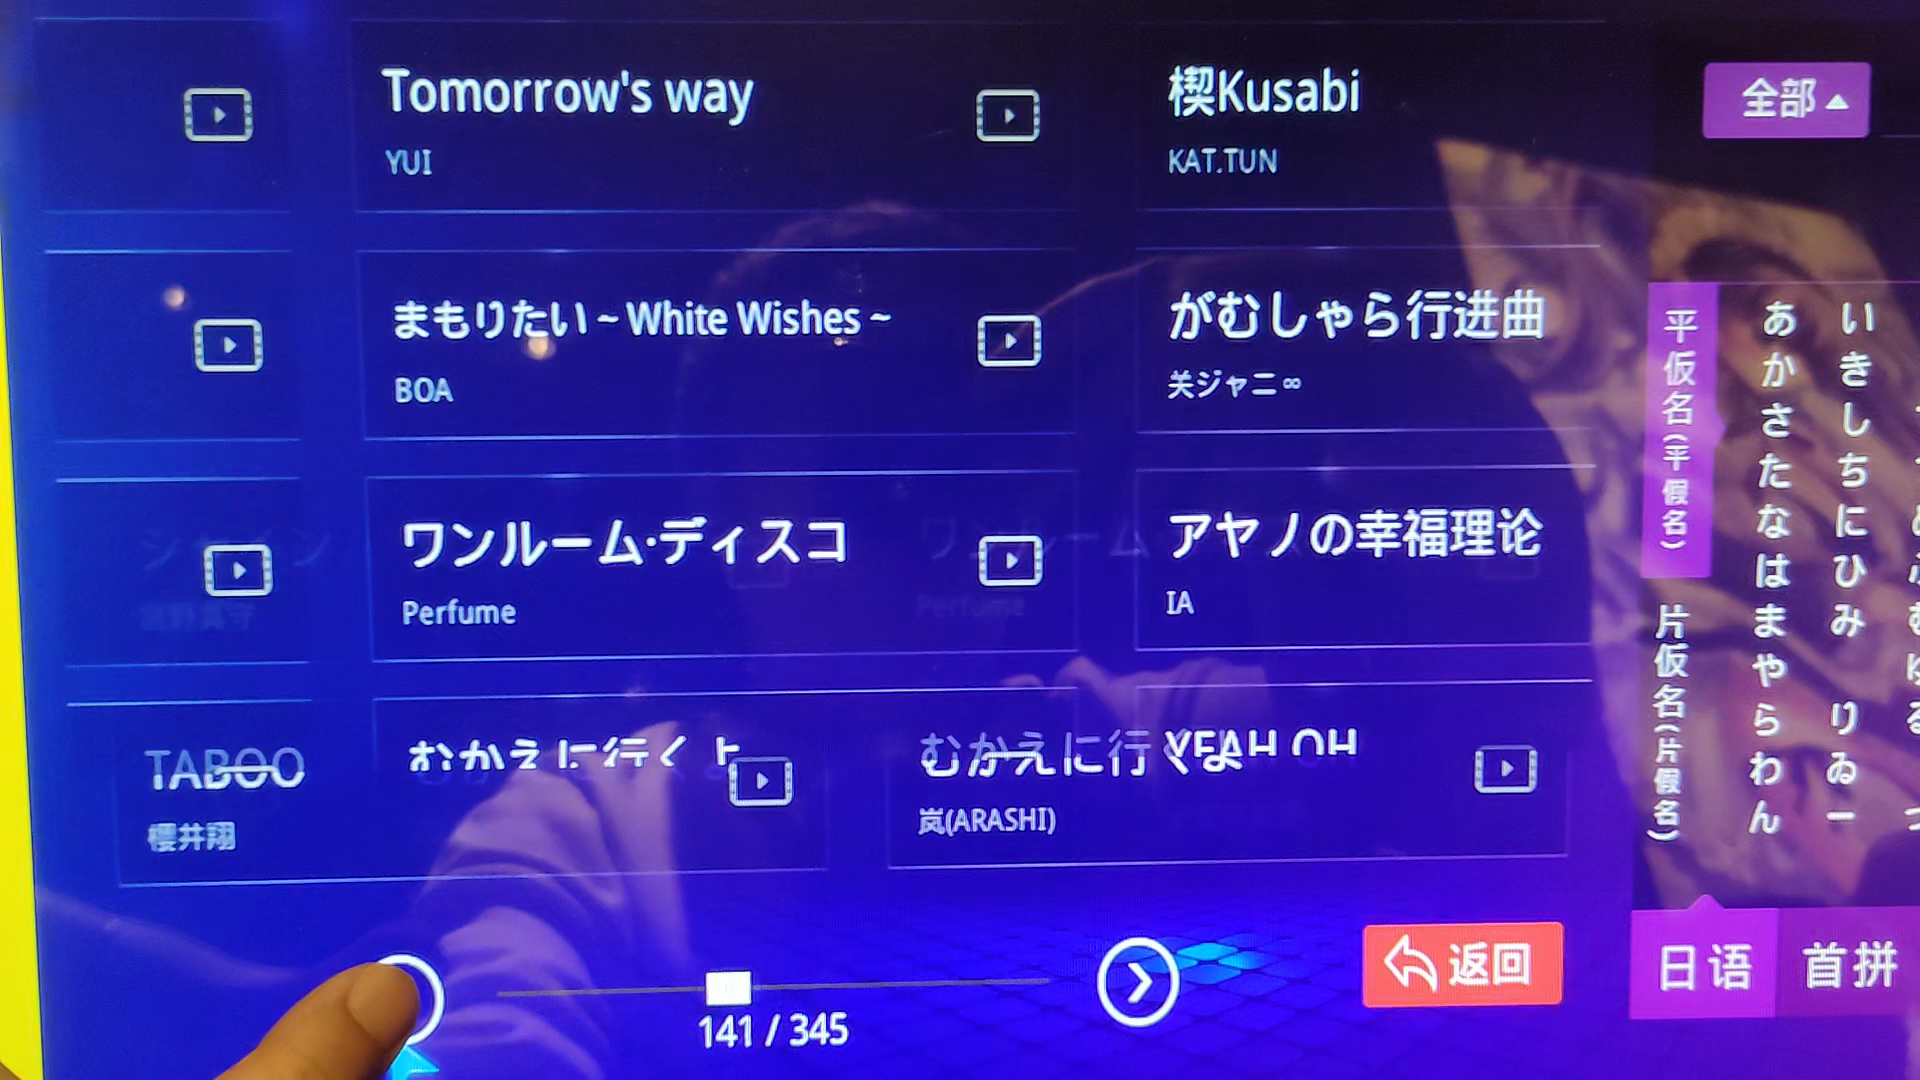 Tomorrow's way
YUI
楔Kusabi
KAT.TUN
全部
まもりたい ~ White Wishes ~
BOA
がむしゃら行进曲
关ジャニ∞
ワンルーム·ディスコ
Perfume
アヤノの幸福理论
IA
TABOO
櫻井翔
むかえに行くよ
むかえに行くよ
岚(ARASHI)
YEAH OH
平仮名(平假名)
片仮名(片假名)
あかさたなはまやらわん
いきしちにひみ りゐー
141 / 345
返回
日语
首拼